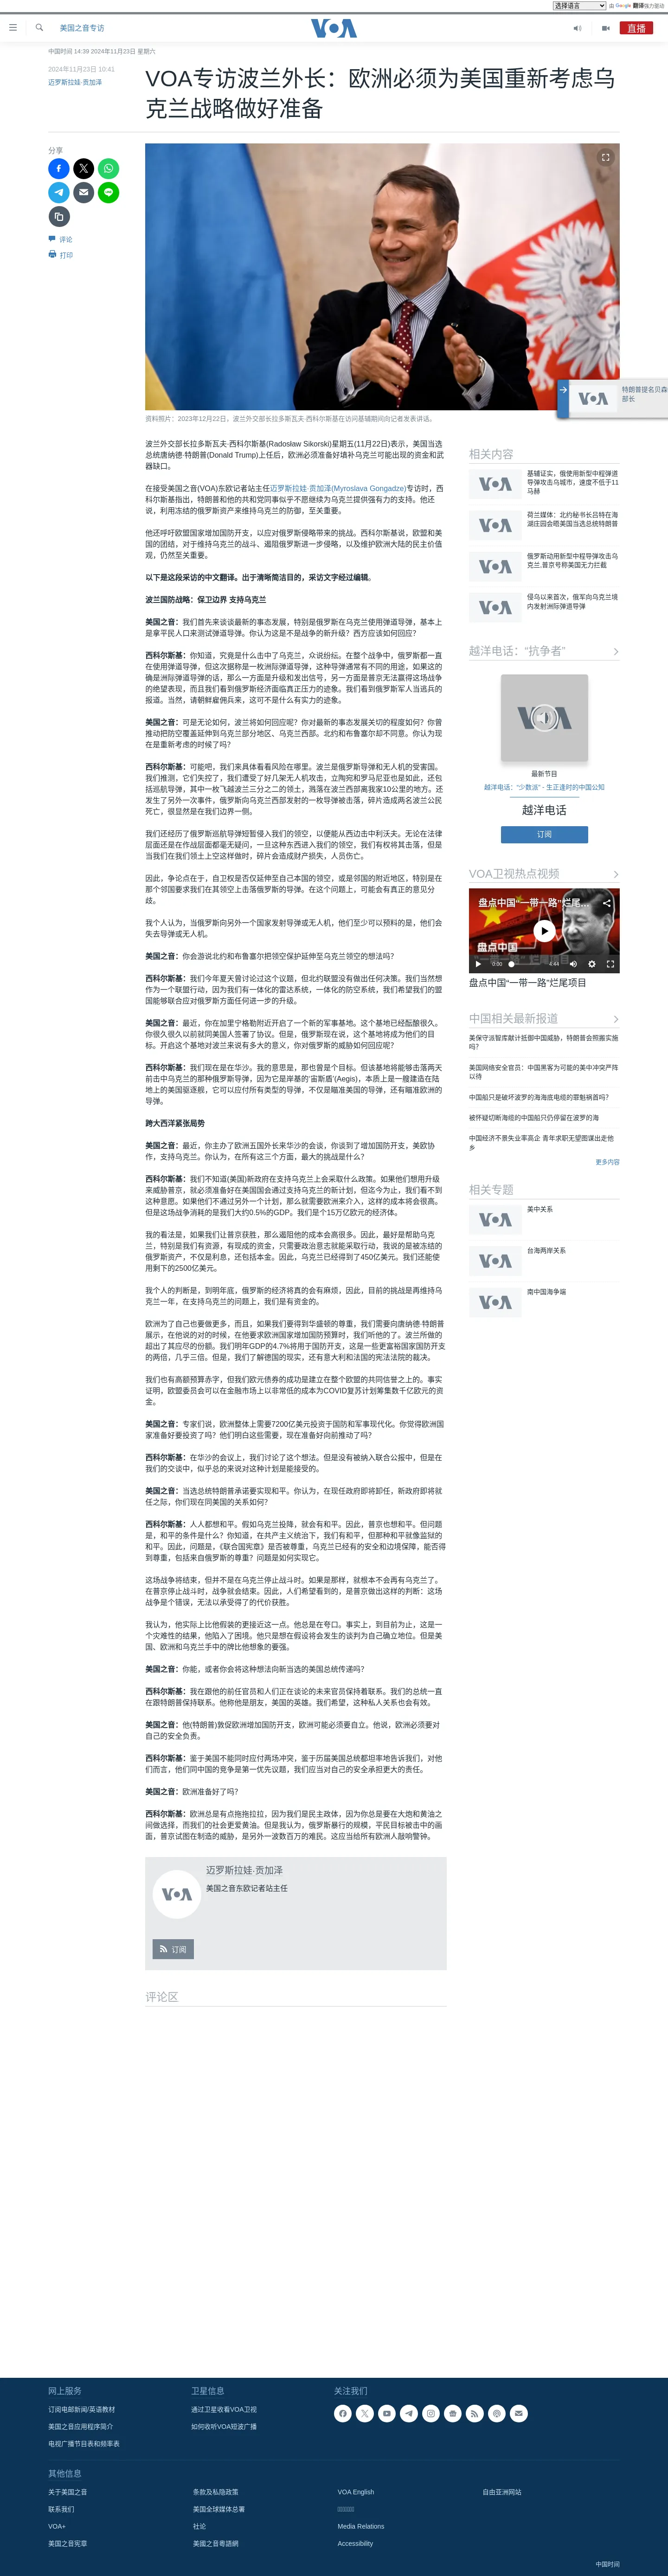 选择语言
由 Google 翻译强力驱动
美国之音专访
VOA
直播
中国时间 14:39 2024年11月23日 星期六
2024年11月23日 10:41
迈罗斯拉娃·贡加泽
VOA专访波兰外长：欧洲必须为美国重新考虑乌
克兰战略做好准备
分享
评论
打印
特朗普提名贝森
部长
资料照片：2023年12月22日，波兰外交部长拉多斯瓦夫·西科尔斯基在访问基辅期间向记者发表讲话。
波兰外交部长拉多斯瓦夫·西科尔斯基(Radosław Sikorski)星期五(11月22日)表示，美国当选
总统唐纳德·特朗普(Donald Trump)上任后，欧洲必须准备好填补乌克兰可能出现的资金和武
器缺口。
在接受美国之音(VOA)东欧记者站主任迈罗斯拉娃·贡加泽(Myroslava Gongadze)专访时，西
科尔斯基指出，特朗普和他的共和党同事似乎不愿继续为乌克兰提供强有力的支持。他还
说，利用冻结的俄罗斯资产来维持乌克兰的防御，至关重要。
他还呼吁欧盟国家增加国防开支，以应对俄罗斯侵略带来的挑战。西科尔斯基说，欧盟和美
国的团结，对于维持乌克兰的战斗、遏阻俄罗斯进一步侵略，以及维护欧洲大陆的民主价值
观，仍然至关重要。
以下是这段采访的中文翻译。出于清晰简洁目的，采访文字经过编辑。
波兰国防战略：保卫边界 支持乌克兰
美国之音：我们首先来谈谈最新的事态发展，特别是俄罗斯在乌克兰使用弹道导弹，基本上
是拿平民人口来测试弹道导弹。你认为这是不是战争的新升级？西方应该如何回应？
西科尔斯基：你知道，究竟是什么击中了乌克兰，众说纷纭。在整个战争中，俄罗斯都一直
在使用弹道导弹，但这次据称是一枚洲际弹道导弹，这种导弹通常有不同的用途，如果这的
确是洲际弹道导弹的话，那么一方面是升级和发出信号，另一方面是普京无法赢得这场战争
的绝望表现，而且我们看到俄罗斯经济面临真正压力的迹象。我们看到俄罗斯军人当逃兵的
报道。当然，请朝鲜雇佣兵来，这可不是什么有实力的迹象。
美国之音：可是无论如何，波兰将如何回应呢？你对最新的事态发展关切的程度如何？你曾
推动把防空覆盖延伸到乌克兰部分地区、乌克兰西部。北约和布鲁塞尔却不同意。你认为现
在是重新考虑的时候了吗？
西科尔斯基：可能吧，我们来具体看看风险在哪里。波兰是俄罗斯导弹和无人机的受害国。
我们推测，它们失控了，我们遭受了好几架无人机攻击，立陶宛和罗马尼亚也是如此，还包
括巡航导弹，其中一枚飞越波兰三分之二的领土，溅落在波兰西部距离我家10公里的地方。还
发生了另外一次事件，俄罗斯向乌克兰西部发射的一枚导弹被击落，碎片造成两名波兰公民
死亡，很显然是在我们边界一侧。
我们还经历了俄罗斯巡航导弹短暂侵入我们的领空，以便能从西边击中利沃夫。无论在法律
层面还是在作战层面都毫无疑问，一旦这种东西进入我们的领空，我们有权将其击落，但是
当我们在我们领土上空这样做时，碎片会造成财产损失，人员伤亡。
因此，争论点在于，自卫权是否仅延伸至自己本国的领空，或是邻国的附近地区，特别是在
那个邻国要求我们在其领空上击落俄罗斯的导弹。在这个问题上，可能会有真正的意见分
歧。
我个人认为，当俄罗斯向另外一个国家发射导弹或无人机，他们至少可以预料的是，他们会
失去导弹或无人机。
美国之音：你会游说北约和布鲁塞尔把领空保护延伸至乌克兰领空的想法吗？
西科尔斯基：我们今年夏天曾讨论过这个议题，但北约联盟没有做出任何决策。我们当然想
作为一个联盟行动，因为我们有一体化的雷达系统，一体化的防空系统，我们希望我们的盟
国能够联合应对俄罗斯方面任何进一步的升级。
美国之音：最近，你在加里宁格勒附近开启了一个新的军事基地。这个基地已经酝酿很久。
你很久很久以前就同美国人签署了协议。但是，俄罗斯现在说，这个基地将成为他们的目
标。开启这个基地对波兰来说有多大的意义，你对俄罗斯的威胁如何回应呢？
西科尔斯基：我们现在是在华沙。我的意思是，那也曾是个目标。但该基地将能够击落两天
前击中乌克兰的那种俄罗斯导弹，因为它是岸基的‘宙斯盾’(Aegis)，本质上是一艘建造在陆
地上的美国驱逐舰，它可以应付所有类型的导弹，不仅是瞄准美国的导弹，还有瞄准欧洲的
导弹。
跨大西洋紧张局势
美国之音：最近，你主办了欧洲五国外长来华沙的会谈，你谈到了增加国防开支，美欧协
作，支持乌克兰。你认为，在所有这三个方面，最大的挑战是什么？
西科尔斯基：我们不知道(美国)新政府在支持乌克兰上会采取什么政策。如果他们想用升级
来威胁普京，就必须准备好在美国国会通过支持乌克兰的新计划，但迄今为止，我们看不到
这种意愿。如果他们不通过另外一个计划，那么就需要欧洲来介入，这样的成本将会很高。
但是这场战争消耗的是我们大约0.5%的GDP。我们是个15万亿欧元的经济体。
我的看法是，如果我们让普京获胜，那么遏阻他的成本会高很多。因此，最好是帮助乌克
兰，特别是我们有资源，有现成的资金，只需要政治意志就能采取行动，我说的是被冻结的
俄罗斯资产，不仅是利息，还包括本金。因此，乌克兰已经得到了450亿美元。我们还能使
用剩下的2500亿美元。
我个人的判断是，到明年底，俄罗斯的经济将真的会有麻烦，因此，目前的挑战是再维持乌
克兰一年，在支持乌克兰的问题上，我们是有资金的。
欧洲为了自己也要做更多，而且，如果我们要得到华盛顿的尊重，我们需要向唐纳德·特朗普
展示，在他说的对的时候，在他要求欧洲国家增加国防预算时，我们听他的了。波兰所做的
超出了其应尽的份额。我们明年GDP的4.7%将用于国防开支，这是一些更富裕国家国防开支
的两倍，几乎三倍。但是，我们了解德国的现实，还有意大利和法国的宪法法院的裁决。
我们也有高额预算赤字，但我们欧元债券的成功是建立在整个欧盟的共同信誉之上的。事实
证明，欧盟委员会可以在金融市场上以非常低的成本为COVID复苏计划筹集数千亿欧元的资
金。
美国之音：专家们说，欧洲整体上需要7200亿美元投资于国防和军事现代化。你觉得欧洲国
家准备好要投资了吗？他们明白这些需要，现在准备好向前推动了吗？
西科尔斯基：在华沙的会议上，我们讨论了这个想法。但是没有被纳入联合公报中，但是在
我们的交谈中，似乎总的来说对这种计划是能接受的。
美国之音：当选总统特朗普承诺要实现和平。你认为，在现任政府即将卸任，新政府即将就
任之际，你们现在同美国的关系如何？
西科尔斯基：人人都想和平。假如乌克兰投降，就会有和平。因此，普京也想和平。但问题
是，和平的条件是什么？你知道，在共产主义统治下，我们有和平，但那种和平就像监狱的
和平。因此，问题是，《联合国宪章》是否被尊重，乌克兰已经有的安全和边境保障，能否得
到尊重，包括来自俄罗斯的尊重？问题是如何实现它。
这场战争将结束，但并不是在乌克兰停止战斗时。如果是那样，就根本不会再有乌克兰了。
在普京停止战斗时，战争就会结束。因此，人们希望看到的，是普京做出这样的判断：这场
战争是个错误，无法以承受得了的代价获胜。
我认为，他实际上比他假装的更接近这一点。他总是在夸口。事实上，到目前为止，这是一
个灾难性的结果，他陷入了困境。他只是想在假设将会发生的谈判为自己确立地位。但是美
国、欧洲和乌克兰手中的牌比他想象的要强。
美国之音：你能，或者你会将这种想法向新当选的美国总统传递吗？
西科尔斯基：我在跟他的前任官员和人们正在谈论的未来官员保持着联系。我们的总统一直
在跟特朗普保持联系。他称他是朋友，美国的英雄。我们希望，这种私人关系也会有效。
美国之音：他(特朗普)敦促欧洲增加国防开支，欧洲可能必须要自立。他说，欧洲必须要对
自己的安全负责。
西科尔斯基：鉴于美国不能同时应付两场冲突，鉴于历届美国总统都坦率地告诉我们，对他
们而言，他们同中国的竞争是第一优先议题，我们应当对自己的安全承担更大的责任。
美国之音：欧洲准备好了吗？
西科尔斯基：欧洲总是有点拖拖拉拉，因为我们是民主政体，因为你总是要在大炮和黄油之
间做选择，而我们的社会更爱黄油。但是我认为，俄罗斯暴行的规模，平民目标被击中的画
面，普京试图在制造的威胁，是另外一波数百万的难民。这应当给所有欧洲人敲响警钟。
迈罗斯拉娃·贡加泽
美国之音东欧记者站主任
订阅
评论区
相关内容
基辅证实，俄使用新型中程弹道
导弹攻击乌城市，速度不低于11
马赫
荷兰媒体：北约秘书长吕特在海
湖庄园会晤美国当选总统特朗普
俄罗斯动用新型中程导弹攻击乌
克兰,普京号称美国无力拦截
侵乌以来首次，俄军向乌克兰境
内发射洲际弹道导弹
越洋电话：“抗争者”
最新节目
越洋电话：“少数派” - 生正逢时的中国公知
越洋电话
订阅
VOA卫视热点视频
盘点中国“一带一路”烂尾...
盘点中国
0:00
4:44
盘点中国“一带一路”烂尾项目
中国相关最新报道
美保守派智库献计抵御中国威胁，特朗普会照搬实施
吗？
美国网络安全官员：中国黑客为可能的美中冲突严阵
以待
中国船只是破坏波罗的海海底电缆的罪魁祸首吗？
被怀疑切断海缆的中国船只仍停留在波罗的海
中国经济不景失业率高企 青年求职无望图谋出走他
乡
更多内容
相关专题
美中关系
台海两岸关系
南中国海争端
网上服务
订阅电邮新闻/英语教材
美国之音应用程序简介
电视广播节目表和频率表
卫星信息
通过卫星收看VOA卫视
如何收听VOA短波广播
关注我们
其他信息
关于美国之音
条款及私隐政策
VOA English
自由亚洲网站
联系我们
美国全球媒体总署
VOA+
社论
Media Relations
美国之音宪章
美國之音粵語網
Accessibility
中国时间